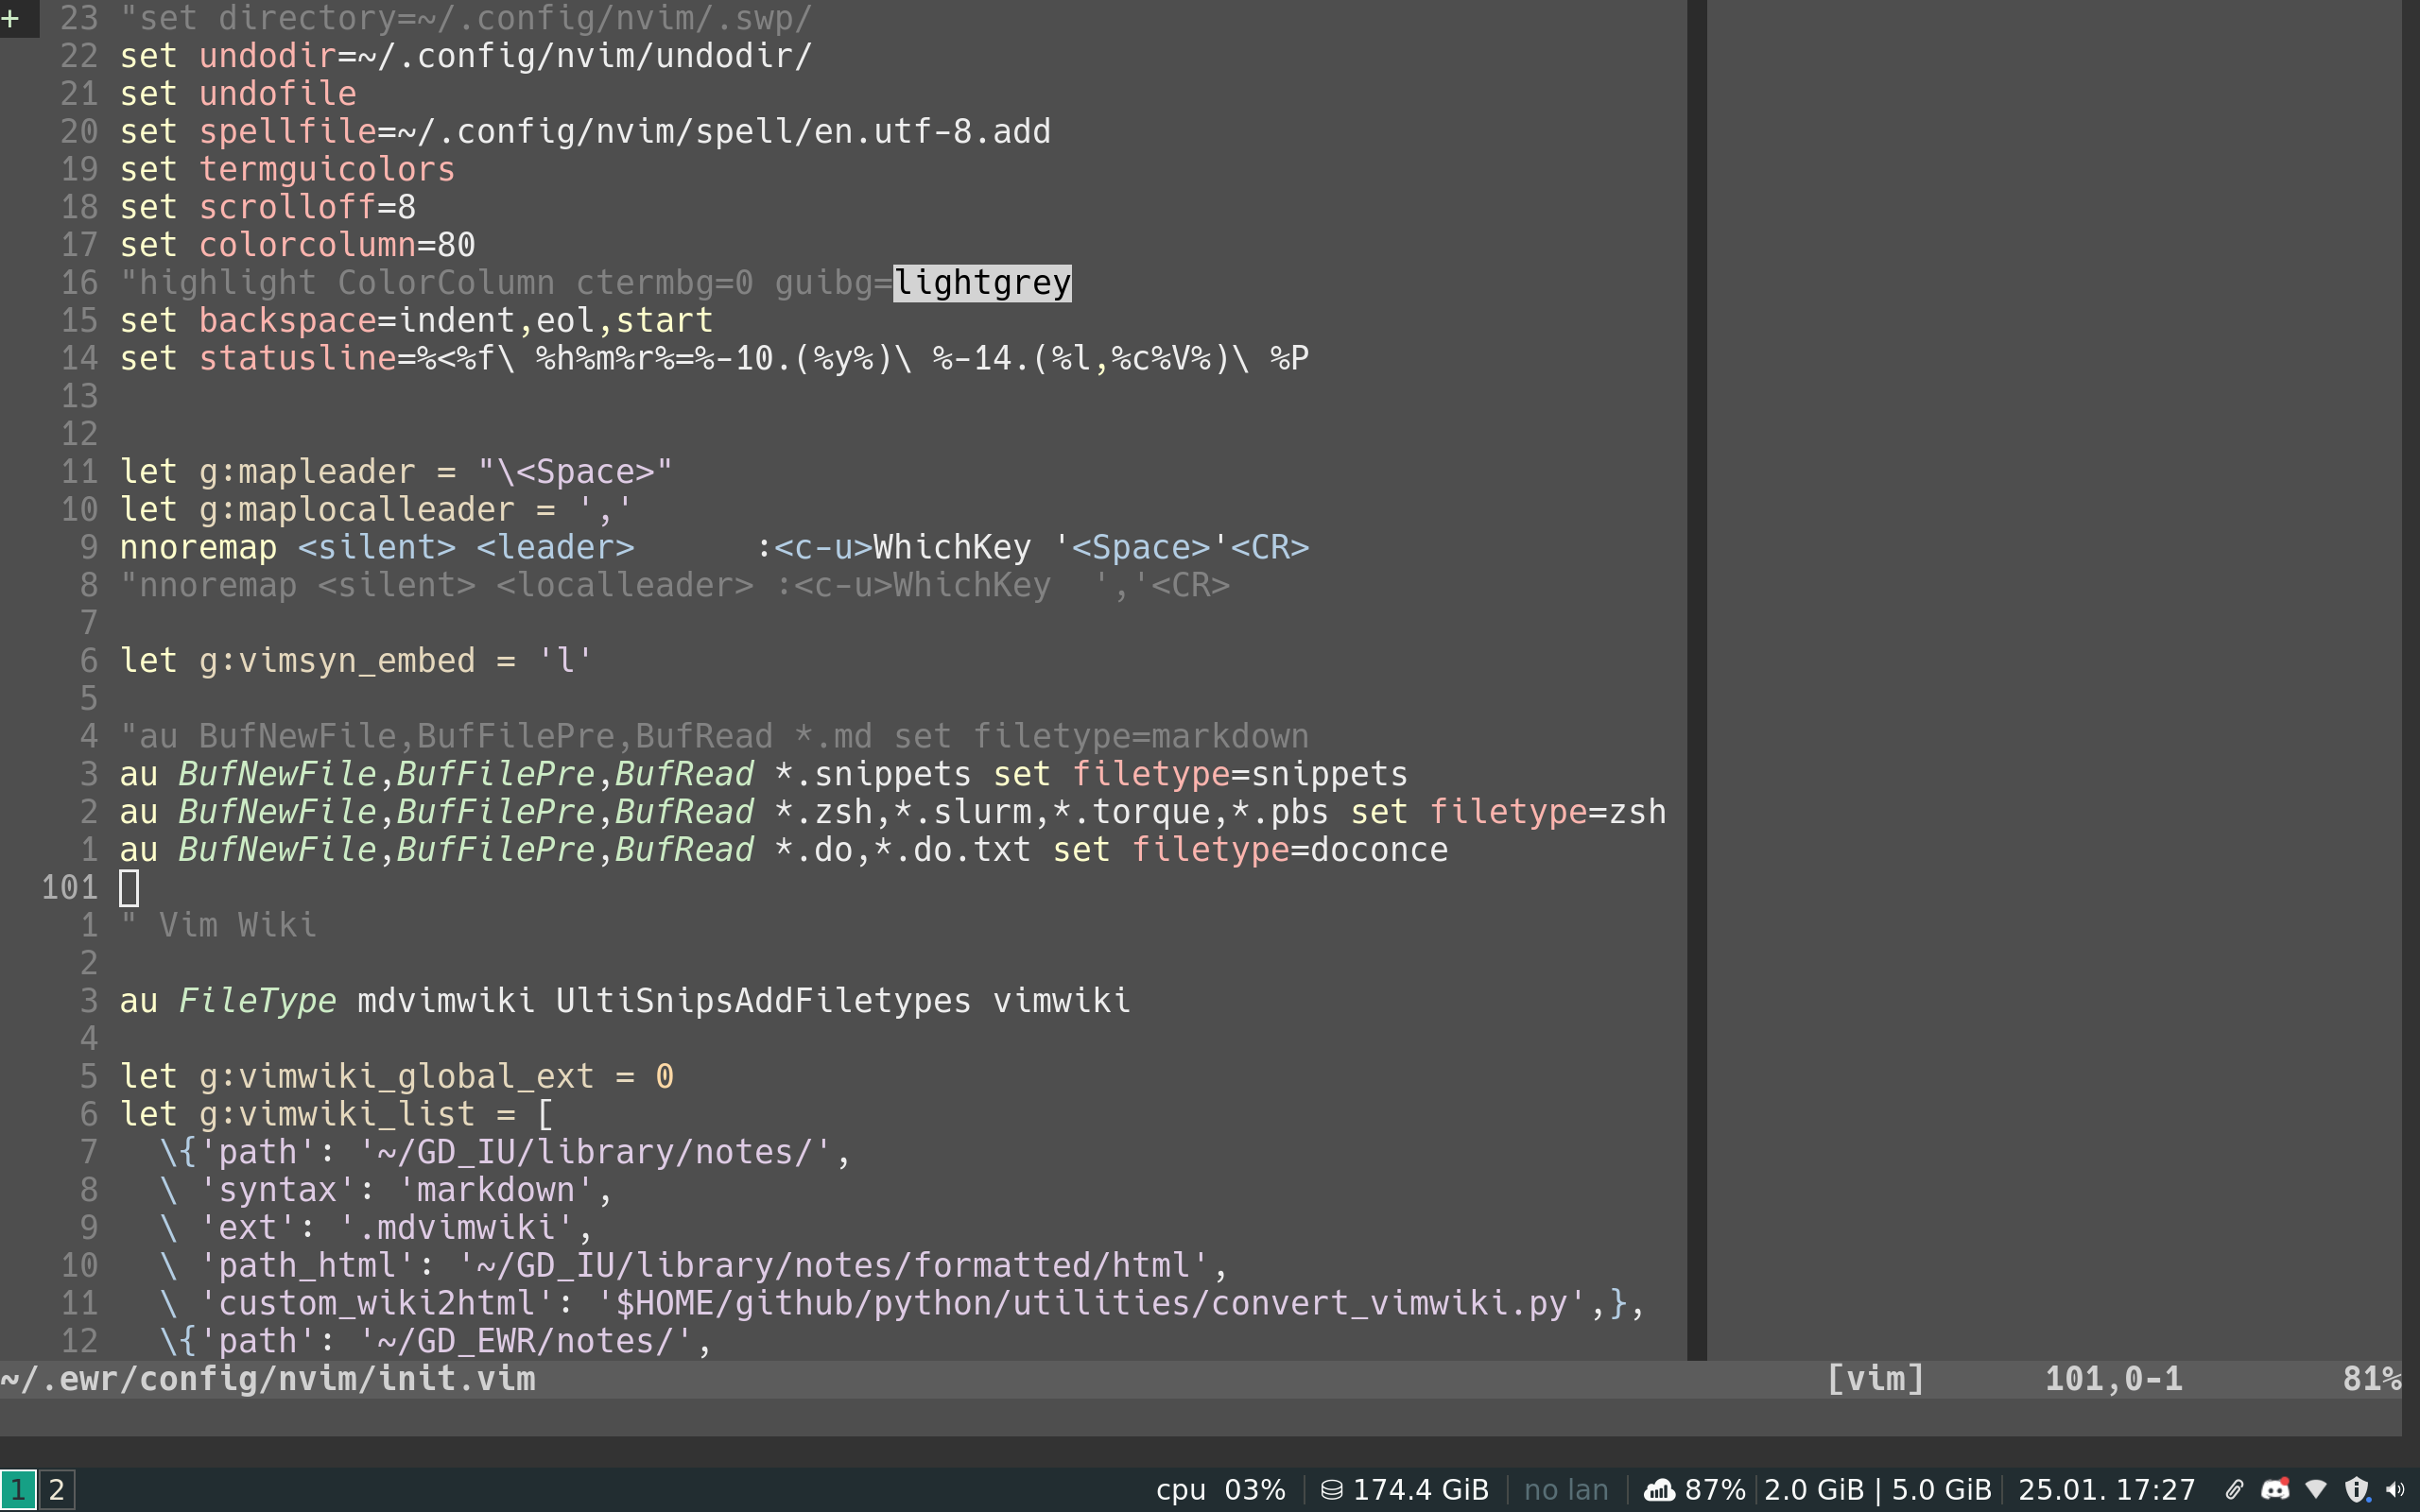 + 23 "set directory=~/.config/nvim/.swp/
22 set undodir=~/.config/nvim/undodir/
21 set undofile
20 set spellfile=~/.config/nvim/spell/en.utf-8.add
19 set termguicolors
18 set scrolloff=8
17 set colorcolumn=80
16 "highlight ColorColumn ctermbg=0 guibg=lightgrey
15 set backspace=indent,eol,start
14 set statusline=%<%f\ %h%m%r%=%-10.(%y%)\ %-14.(%l,%c%V%)\ %P
13
12
11 let g:mapleader = "\<Space>"
10 let g:maplocalleader = ','
9 nnoremap <silent> <leader>      :<c-u>WhichKey '<Space>'<CR>
8 "nnoremap <silent> <localleader> :<c-u>WhichKey  ','<CR>
7
6 let g:vimsyn_embed = 'l'
5
4 "au BufNewFile,BufFilePre,BufRead *.md set filetype=markdown
3 au BufNewFile,BufFilePre,BufRead *.snippets set filetype=snippets
2 au BufNewFile,BufFilePre,BufRead *.zsh,*.slurm,*.torque,*.pbs set filetype=zsh
1 au BufNewFile,BufFilePre,BufRead *.do,*.do.txt set filetype=doconce
101
1 " Vim Wiki
2
3 au FileType mdvimwiki UltiSnipsAddFiletypes vimwiki
4
5 let g:vimwiki_global_ext = 0
6 let g:vimwiki_list = [
7   \{'path': '~/GD_IU/library/notes/',
8   \ 'syntax': 'markdown',
9   \ 'ext': '.mdvimwiki',
10   \ 'path_html': '~/GD_IU/library/notes/formatted/html',
11   \ 'custom_wiki2html': '$HOME/github/python/utilities/convert_vimwiki.py',},
12   \{'path': '~/GD_EWR/notes/',
~/.ewr/config/nvim/init.vim [vim] 101,0-1 81%
1 2 cpu 03% 174.4 GiB no lan 87% 2.0 GiB | 5.0 GiB 25.01. 17:27